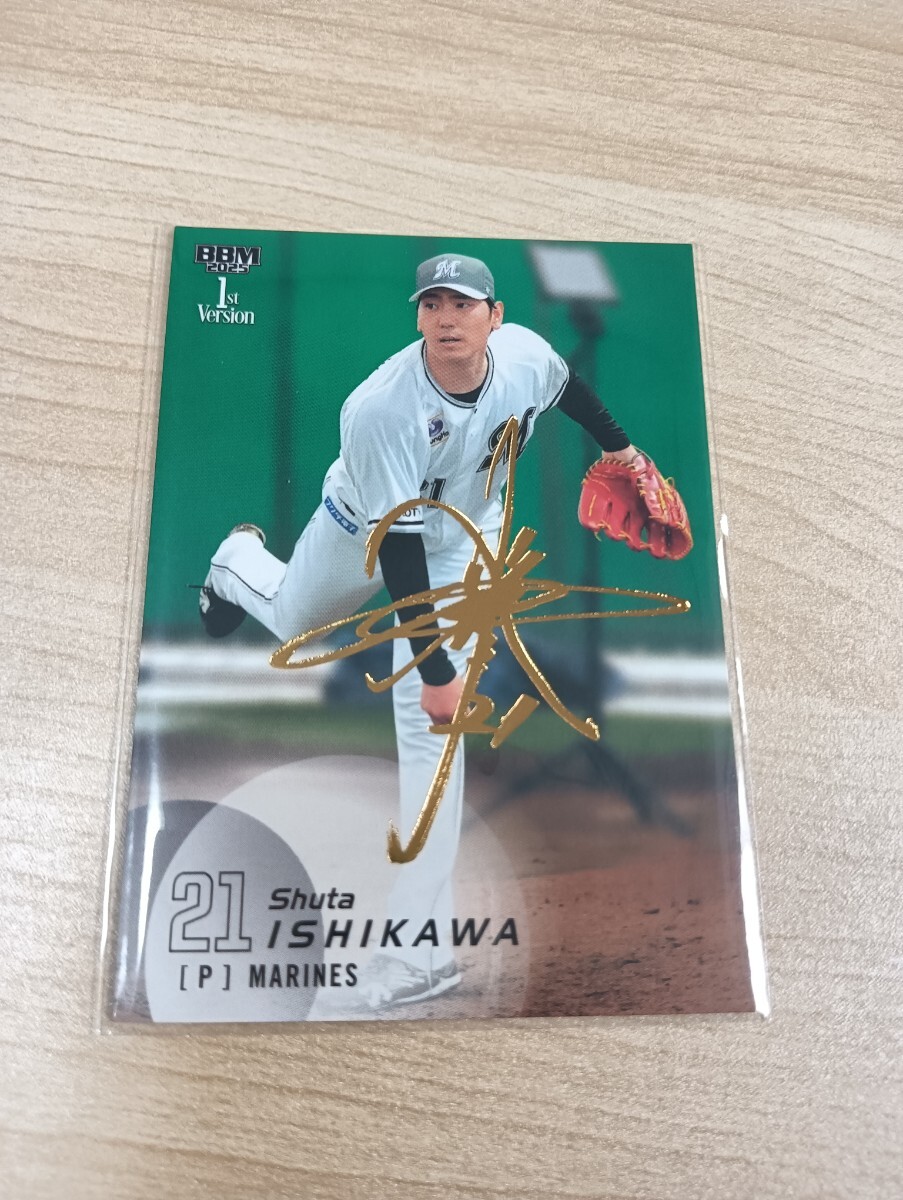 BBM
2025
1st
Version
M
M
21
Shuta
ISHIKAWA
[P] MARINES